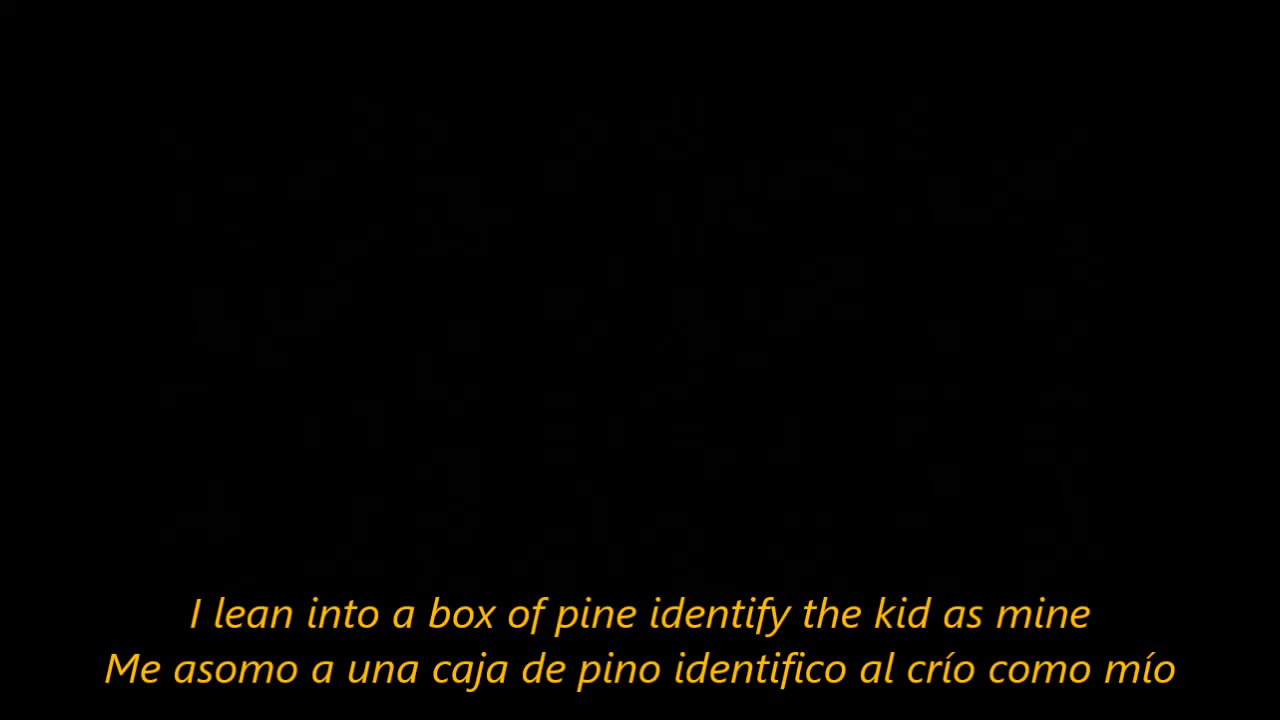 I lean into a box of pine identify the kid as mine
Me asomo a una caja de pino identifico al crío como mío